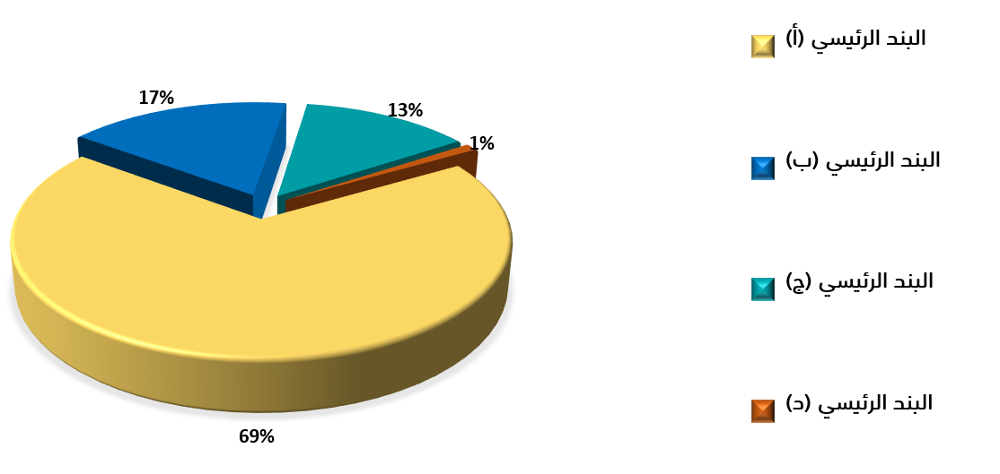 17%
13%
1%
69%
البند الرئيسي (أ)
البند الرئيسي (ب)
البند الرئيسي (ج)
البند الرئيسي (د)